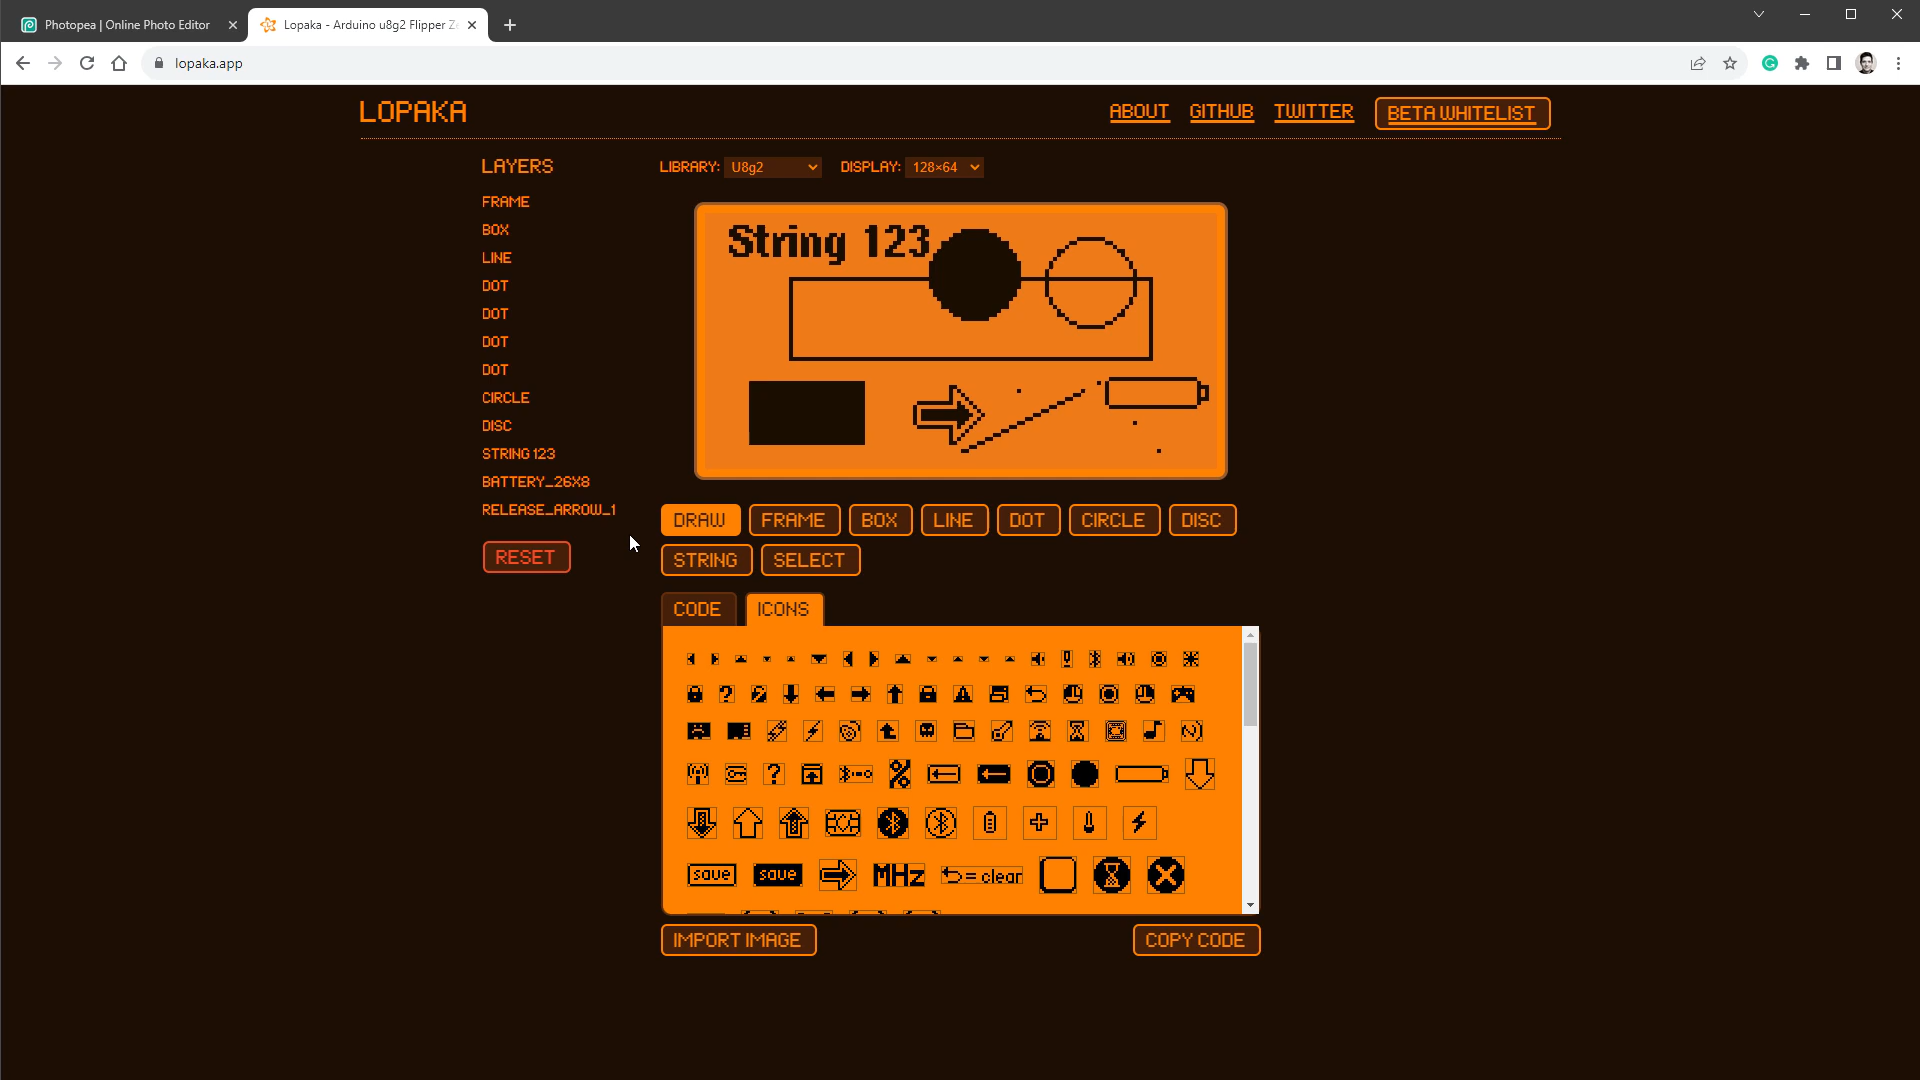 Photopea | Online Photo Editor
Lopaka - Arduino u8g2 Flipper Z
lopaka.app
LOPAKA
ABOUT GITHUB TWITTER BETA WHITELIST
LAYERS
LIBRARY: U8g2 DISPLAY: 128×64
FRAME
BOX
LINE
DOT
DOT
DOT
DOT
CIRCLE
DISC
STRING 123
BATTERY_26X8
RELEASE_ARROW_1
RESET
String 123
DRAW FRAME BOX LINE DOT CIRCLE DISC
STRING SELECT
CODE ICONS
save save MHz = clear
IMPORT IMAGE COPY CODE